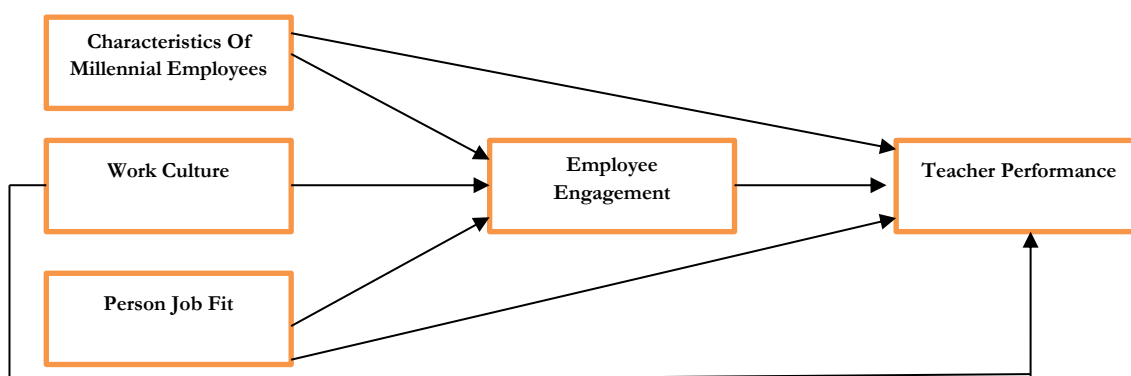 Characteristics Of
Millennial Employees
Work Culture
Employee
Engagement
Teacher Performance
Person Job Fit